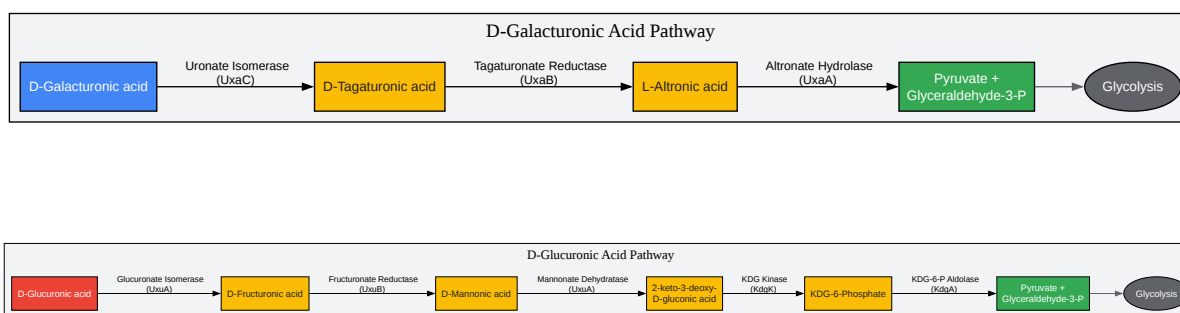 D-Galacturonic Acid Pathway
D-Galacturonic acid
Uronate Isomerase
(UxaC)
D-Tagaturonic acid
Tagaturonate Reductase
(UxaB)
L-Altronic acid
Altronate Hydrolase
(UxaA)
Pyruvate +
Glyceraldehyde-3-P
Glycolysis
D-Glucuronic Acid Pathway
D-Glucuronic acid
Glucuronate Isomerase
(UxuA)
D-Fructuronic acid
Fructuronate Reductase
(UxuB)
D-Mannonic acid
Mannonate Dehydratase
(UxuA)
2-keto-3-deoxy-
D-gluconic acid
KDG Kinase
(KdgK)
KDG-6-Phosphate
KDG-6-P Aldolase
(KdgA)
Pyruvate +
Glyceraldehyde-3-P
Glycolysis